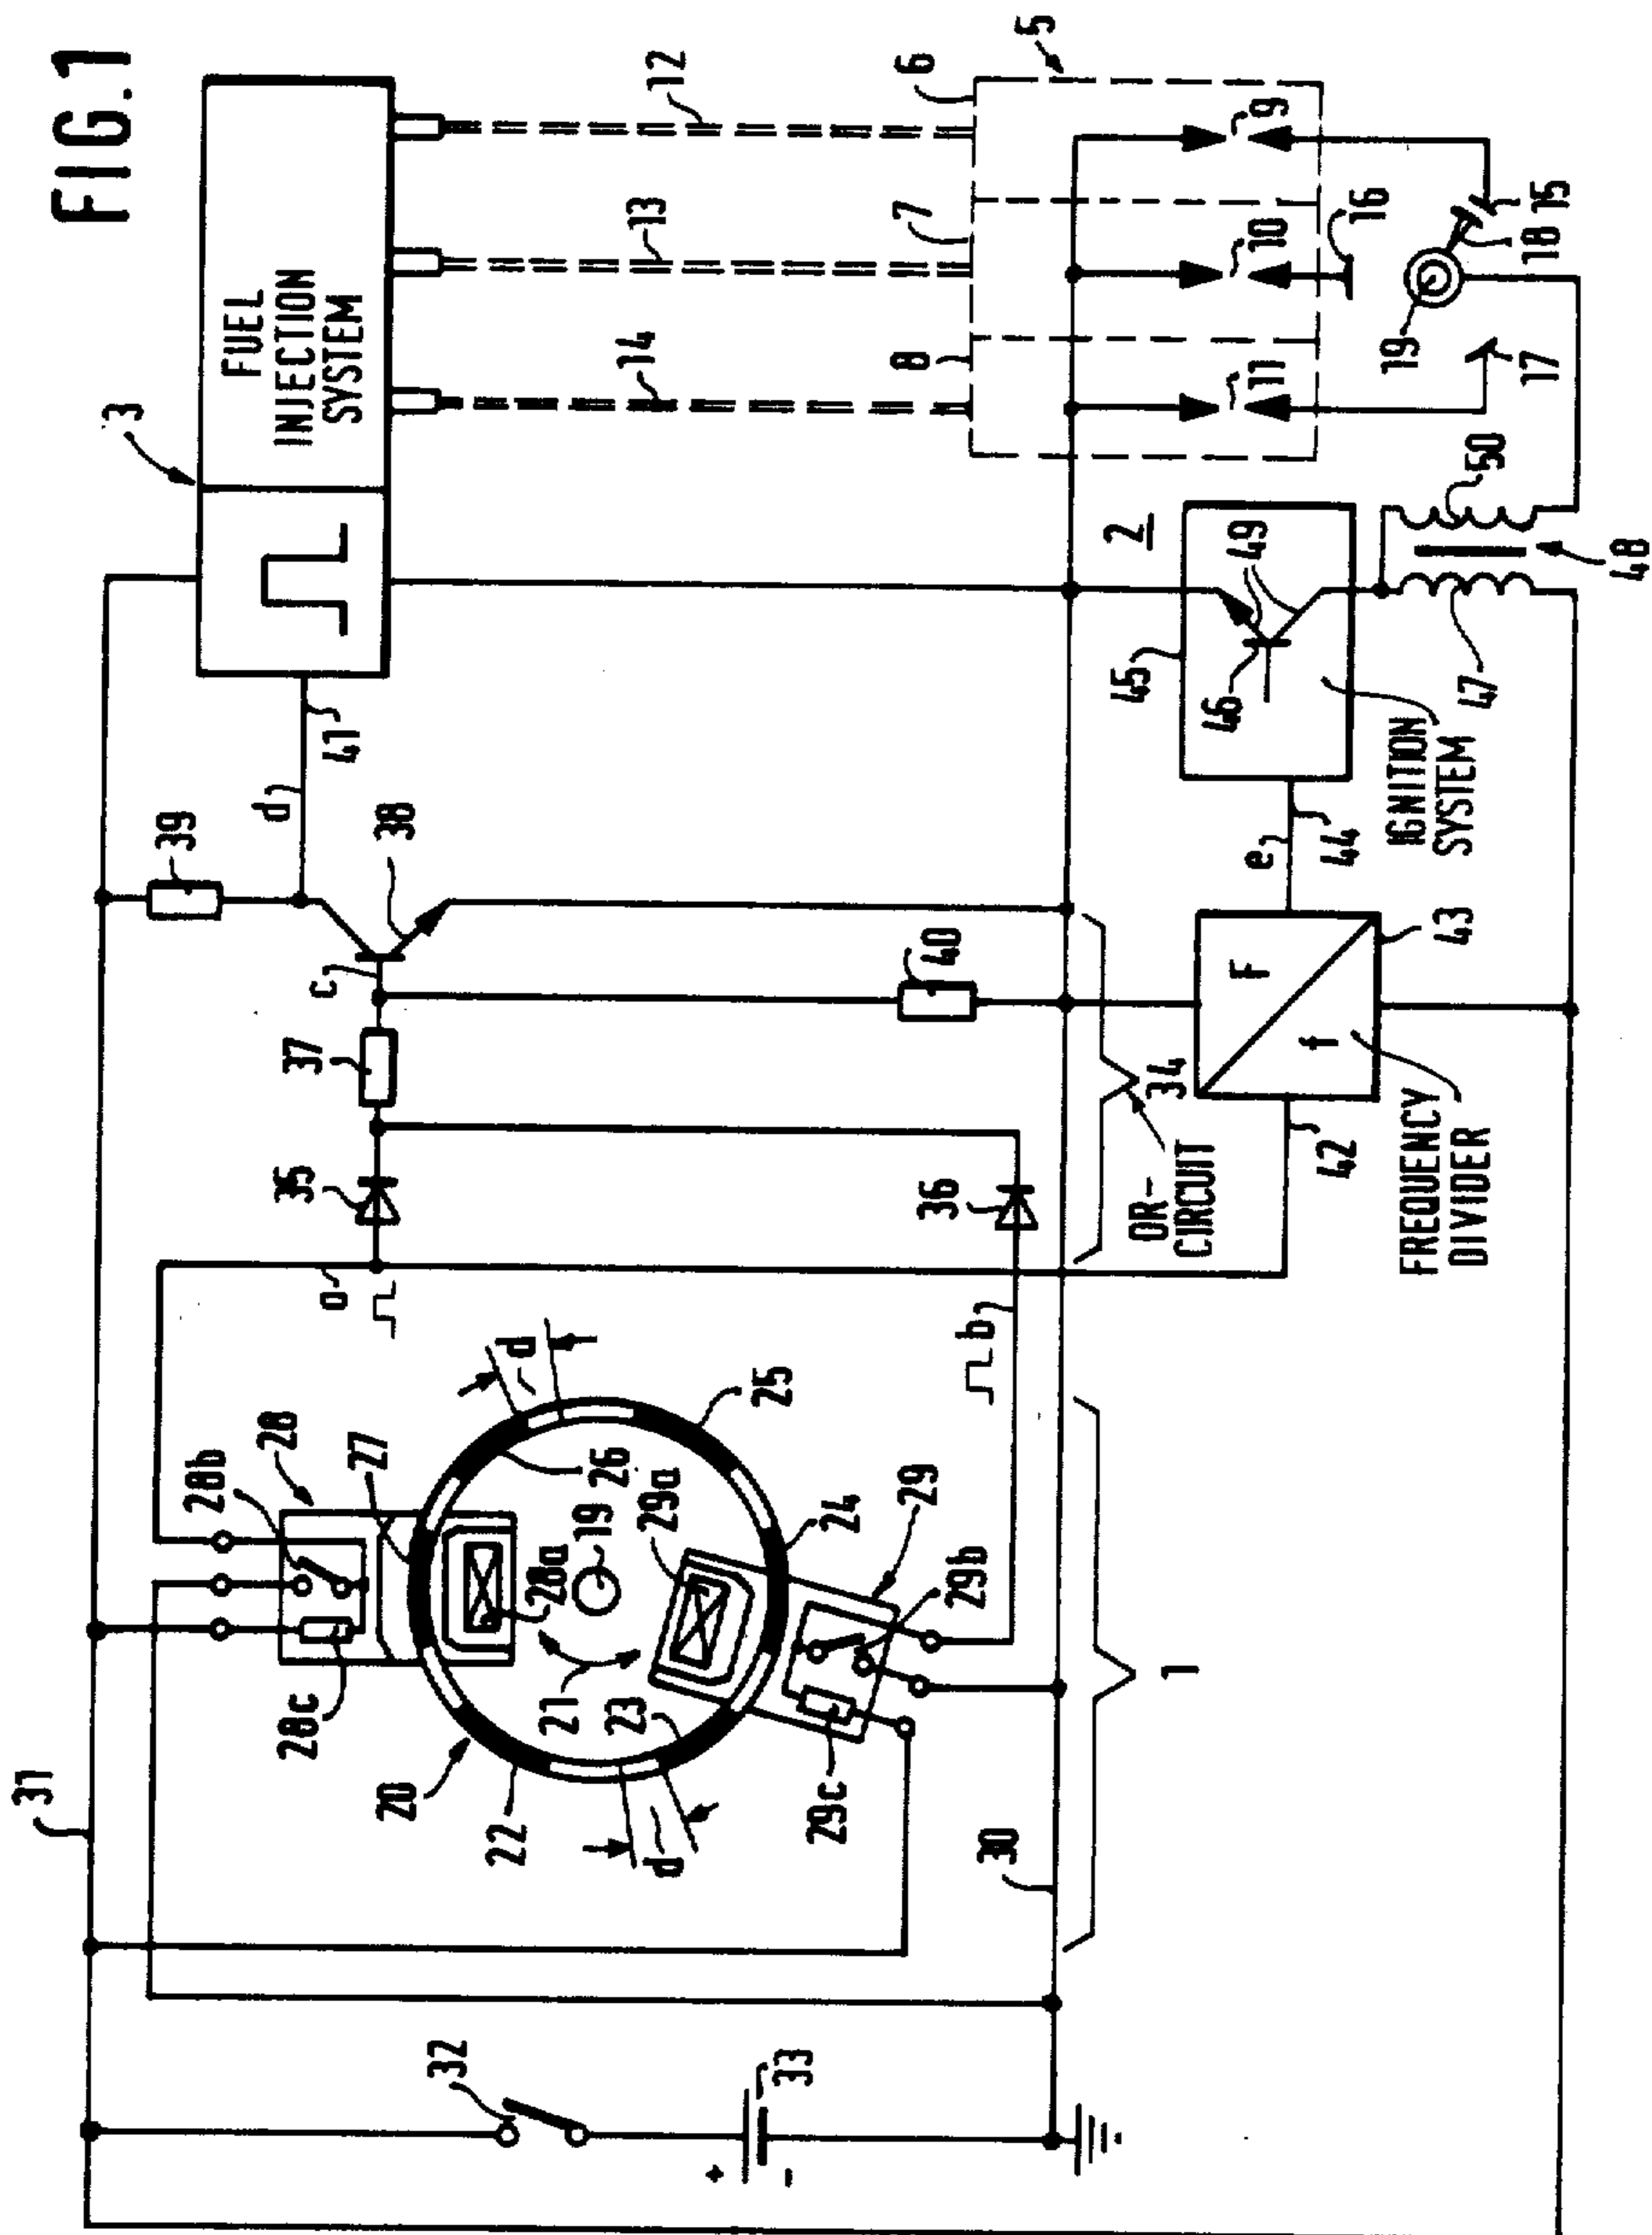 FIG.1
FUEL
INJECTION
SYSTEM
3
12
13
14
5
6
7
8
9
10
11
15
16
17
18
19
d
41
39
38
c
37
40
35
36
a
b
OR-
CIRCUIT
34
2
45
46
49
IGNITION
SYSTEM
47
48
50
e
44
43
F
f
42
FREQUENCY
DIVIDER
28
28b
27
28a
28c
19
26
25
d
24
29
29a
29b
29c
21
23
20
22
d
30
1
31
32
33
+
-